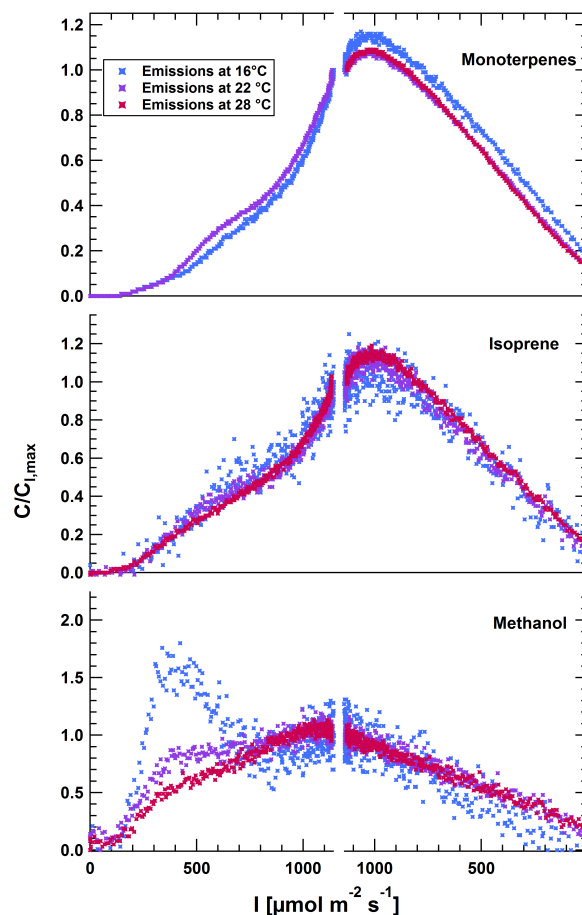 1.2
1.0
0.8
0.6
0.4
0.2
0.0
Monoterpenes
Emissions at 16°C
Emissions at 22 °C
Emissions at 28 °C
1.2
1.0
0.8
0.6
0.4
0.2
0.0
Isoprene
C/C_{I,max}
2.0
1.5
1.0
0.5
0.0
Methanol
0 500 1000 1000 500
I [µmol m⁻² s⁻¹]